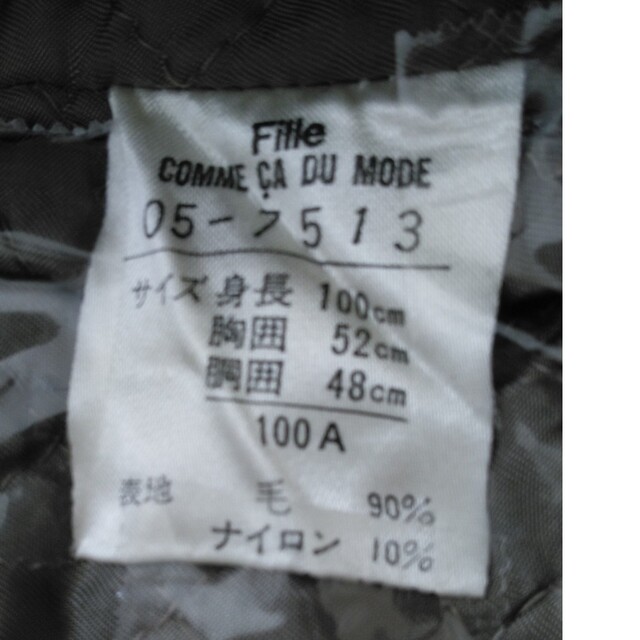 Fille
COMME ÇA DU MODE
05-7513
サイズ 身長 100cm
胸囲 52cm
胴囲 48cm
100A
表地 毛 90%
ナイロン 10%